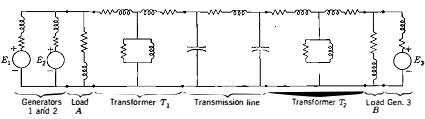 E1 + - E2 + - E3 + -
Generators 1 and 2
Load A
Transformer T1
Transmission line
Transformer T2
Load B
Gen. 3